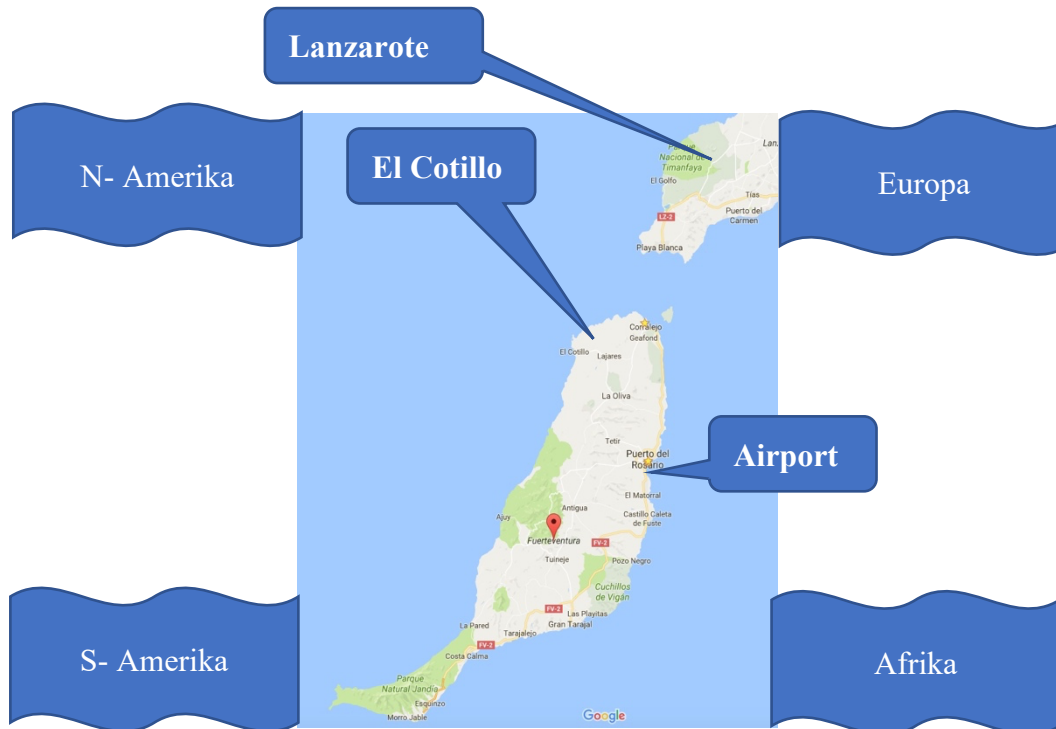 Lanzarote
N- Amerika
El Cotillo
Europa
Parque
Nacional de
Timanfaya
Lan
El Golfo
Tías
LZ-2
Puerto del
Carmen
Playa Blanca
Corralejo
Geafond
El Cotillo
Lajares
La Oliva
Tetir
Puerto del
Rosario
Airport
El Matorral
Antigua
Castillo Caleta
de Fuste
Ajuy
Fuerteventura
FV-2
Tuineje
Pozo Negro
Cuchillos
de Vigán
FV-2
Las Playitas
Gran Tarajal
La Pared
Tarajalejo
FV-2
Costa Calma
S- Amerika
Afrika
Parque
Natural Jandia
Esquinzo
Morro Jable
Google